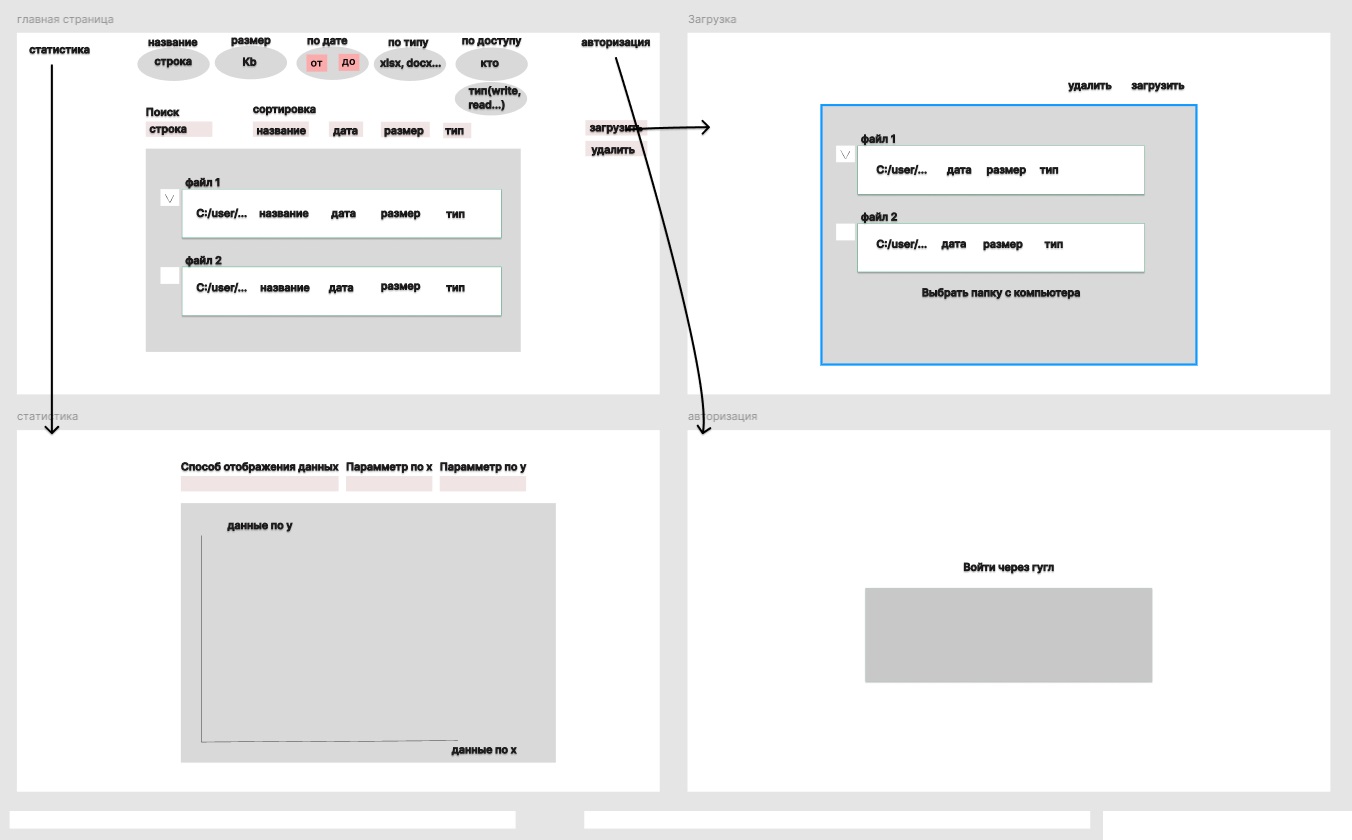 главная страница
статистика
название
размер
по дате
по типу
по доступу
авторизация
строка
Kb
от
до
xlsx, docx...
кто
тип(write,
read...)
Поиск
сортировка
строка
название
дата
размер
тип
загрузить
удалить
файл 1
C:/user/...
название
дата
размер
тип
файл 2
C:/user/...
название
дата
размер
тип
Загрузка
удалить
загрузить
файл 1
C:/user/...
дата
размер
тип
файл 2
C:/user/...
дата
размер
тип
Выбрать папку с компьютера
статистика
Способ отображения данных
Парамметр по x
Парамметр по y
данные по y
данные по x
авторизация
Войти через гугл